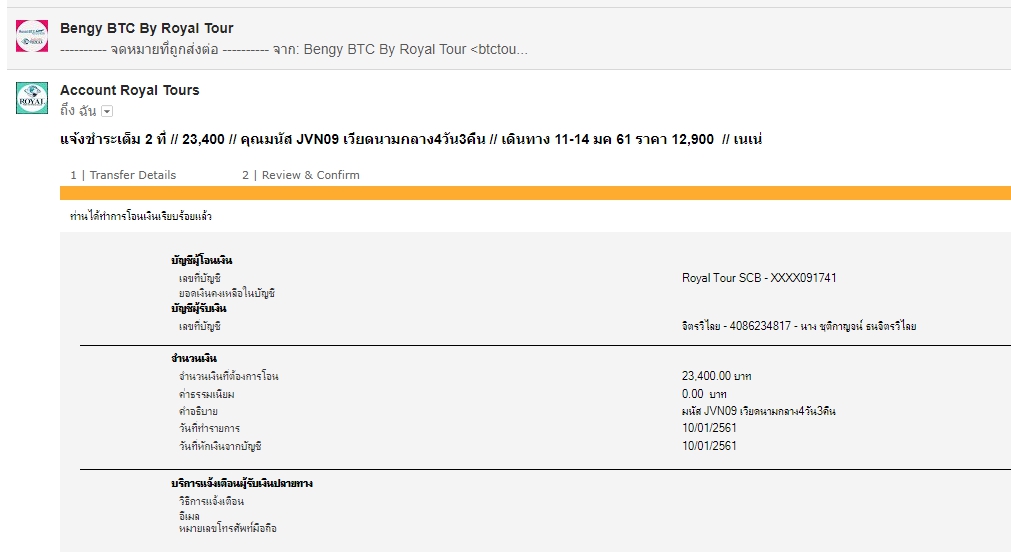 Bengy BTC By Royal Tour
---------- จดหมายที่ถูกส่งต่อ ---------- จาก: Bengy BTC By Royal Tour <btctou...
ROYAL
Account Royal Tours
ถึง ฉัน
แจ้งชำระเต็ม 2 ที่ // 23,400 // คุณมนัส JVN09 เวียดนามกลาง4วัน3คืน // เดินทาง 11-14 มค 61 ราคา 12,900 // เนเน่
1 | Transfer Details 2 | Review & Confirm
ท่านได้ทำการโอนเงินเรียบร้อยแล้ว
บัญชีผู้โอนเงิน
เลขที่บัญชี Royal Tour SCB - XXXX091741
ยอดเงินคงเหลือในบัญชี
บัญชีผู้รับเงิน
เลขที่บัญชี จิตรวิไลย - 4086234817 - นาง ชุติกาญจน์ ธนจิตรวิไลย
จำนวนเงิน
จำนวนเงินที่ต้องการโอน 23,400.00 บาท
ค่าธรรมเนียม 0.00 บาท
คำอธิบาย มนัส JVN09 เวียดนามกลาง4วัน3คืน
วันที่ทำรายการ 10/01/2561
วันที่หักเงินจากบัญชี 10/01/2561
บริการแจ้งเตือนผู้รับเงินปลายทาง
วิธีการแจ้งเตือน
อีเมล
หมายเลขโทรศัพท์มือถือ